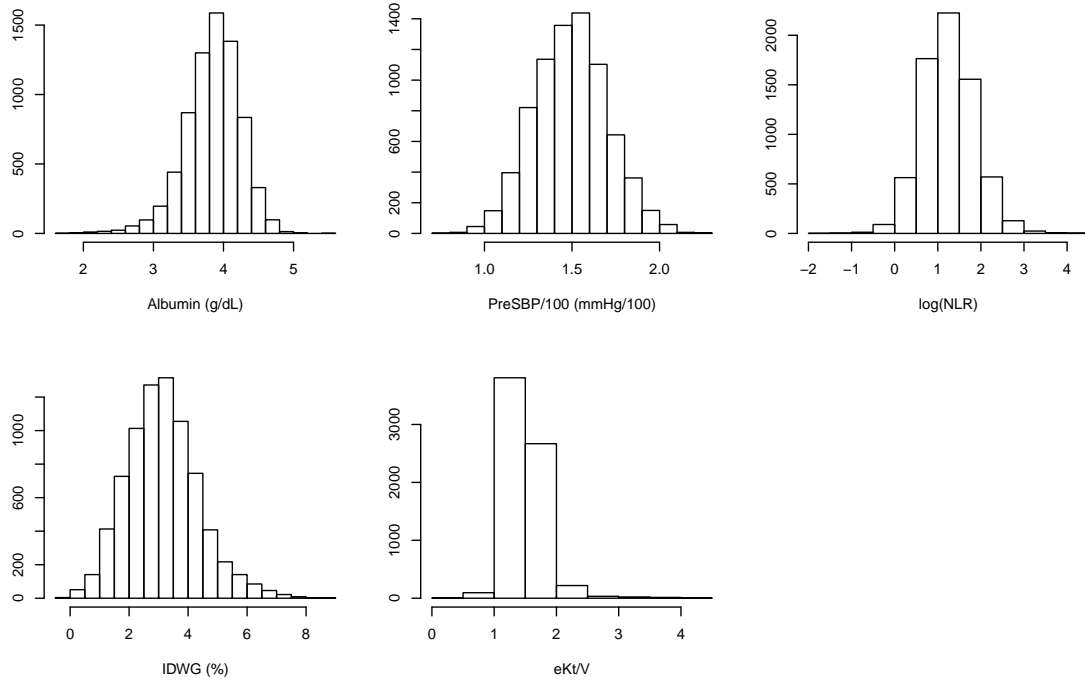 0 500 1000 1500
2 3 4 5
Albumin (g/dL)
0 200 600 1000 1400
1.0 1.5 2.0
PreSBP/100 (mmHg/100)
0 500 1000 1500 2000
−2 −1 0 1 2 3 4
log(NLR)
0 200 600 1000
0 2 4 6 8
IDWG (%)
0 1000 2000 3000
0 1 2 3 4
eKt/V